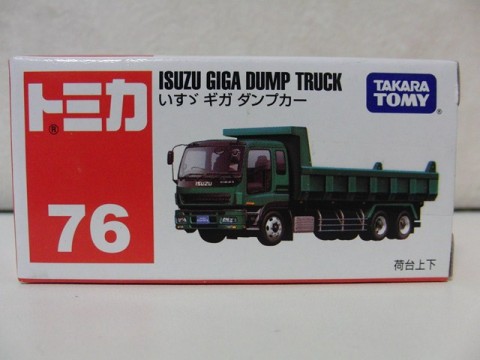 トミカ
®
76
ISUZU GIGA DUMP TRUCK
いすゞ ギガ ダンプカー
TAKARA
TOMY
®
ISUZU
荷台上下